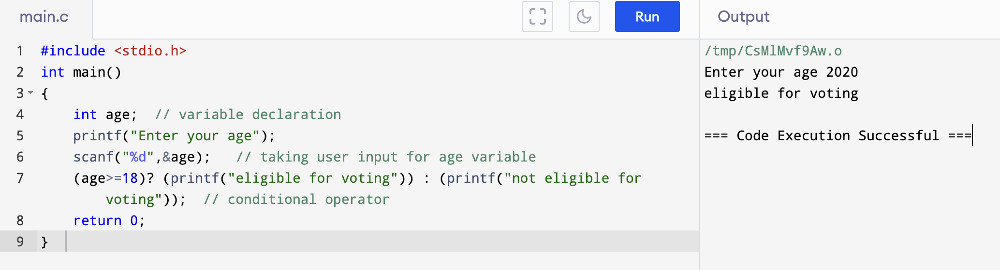 main.c
Run
Output
1 #include <stdio.h>
2 int main()
3 {
4     int age;  // variable declaration
5     printf("Enter your age");
6     scanf("%d",&age);   // taking user input for age variable
7     (age>=18)? (printf("eligible for voting")) : (printf("not eligible for
        voting"));  // conditional operator
8     return 0;
9 }
/tmp/CsMlMvf9Aw.o
Enter your age 2020
eligible for voting
=== Code Execution Successful ===